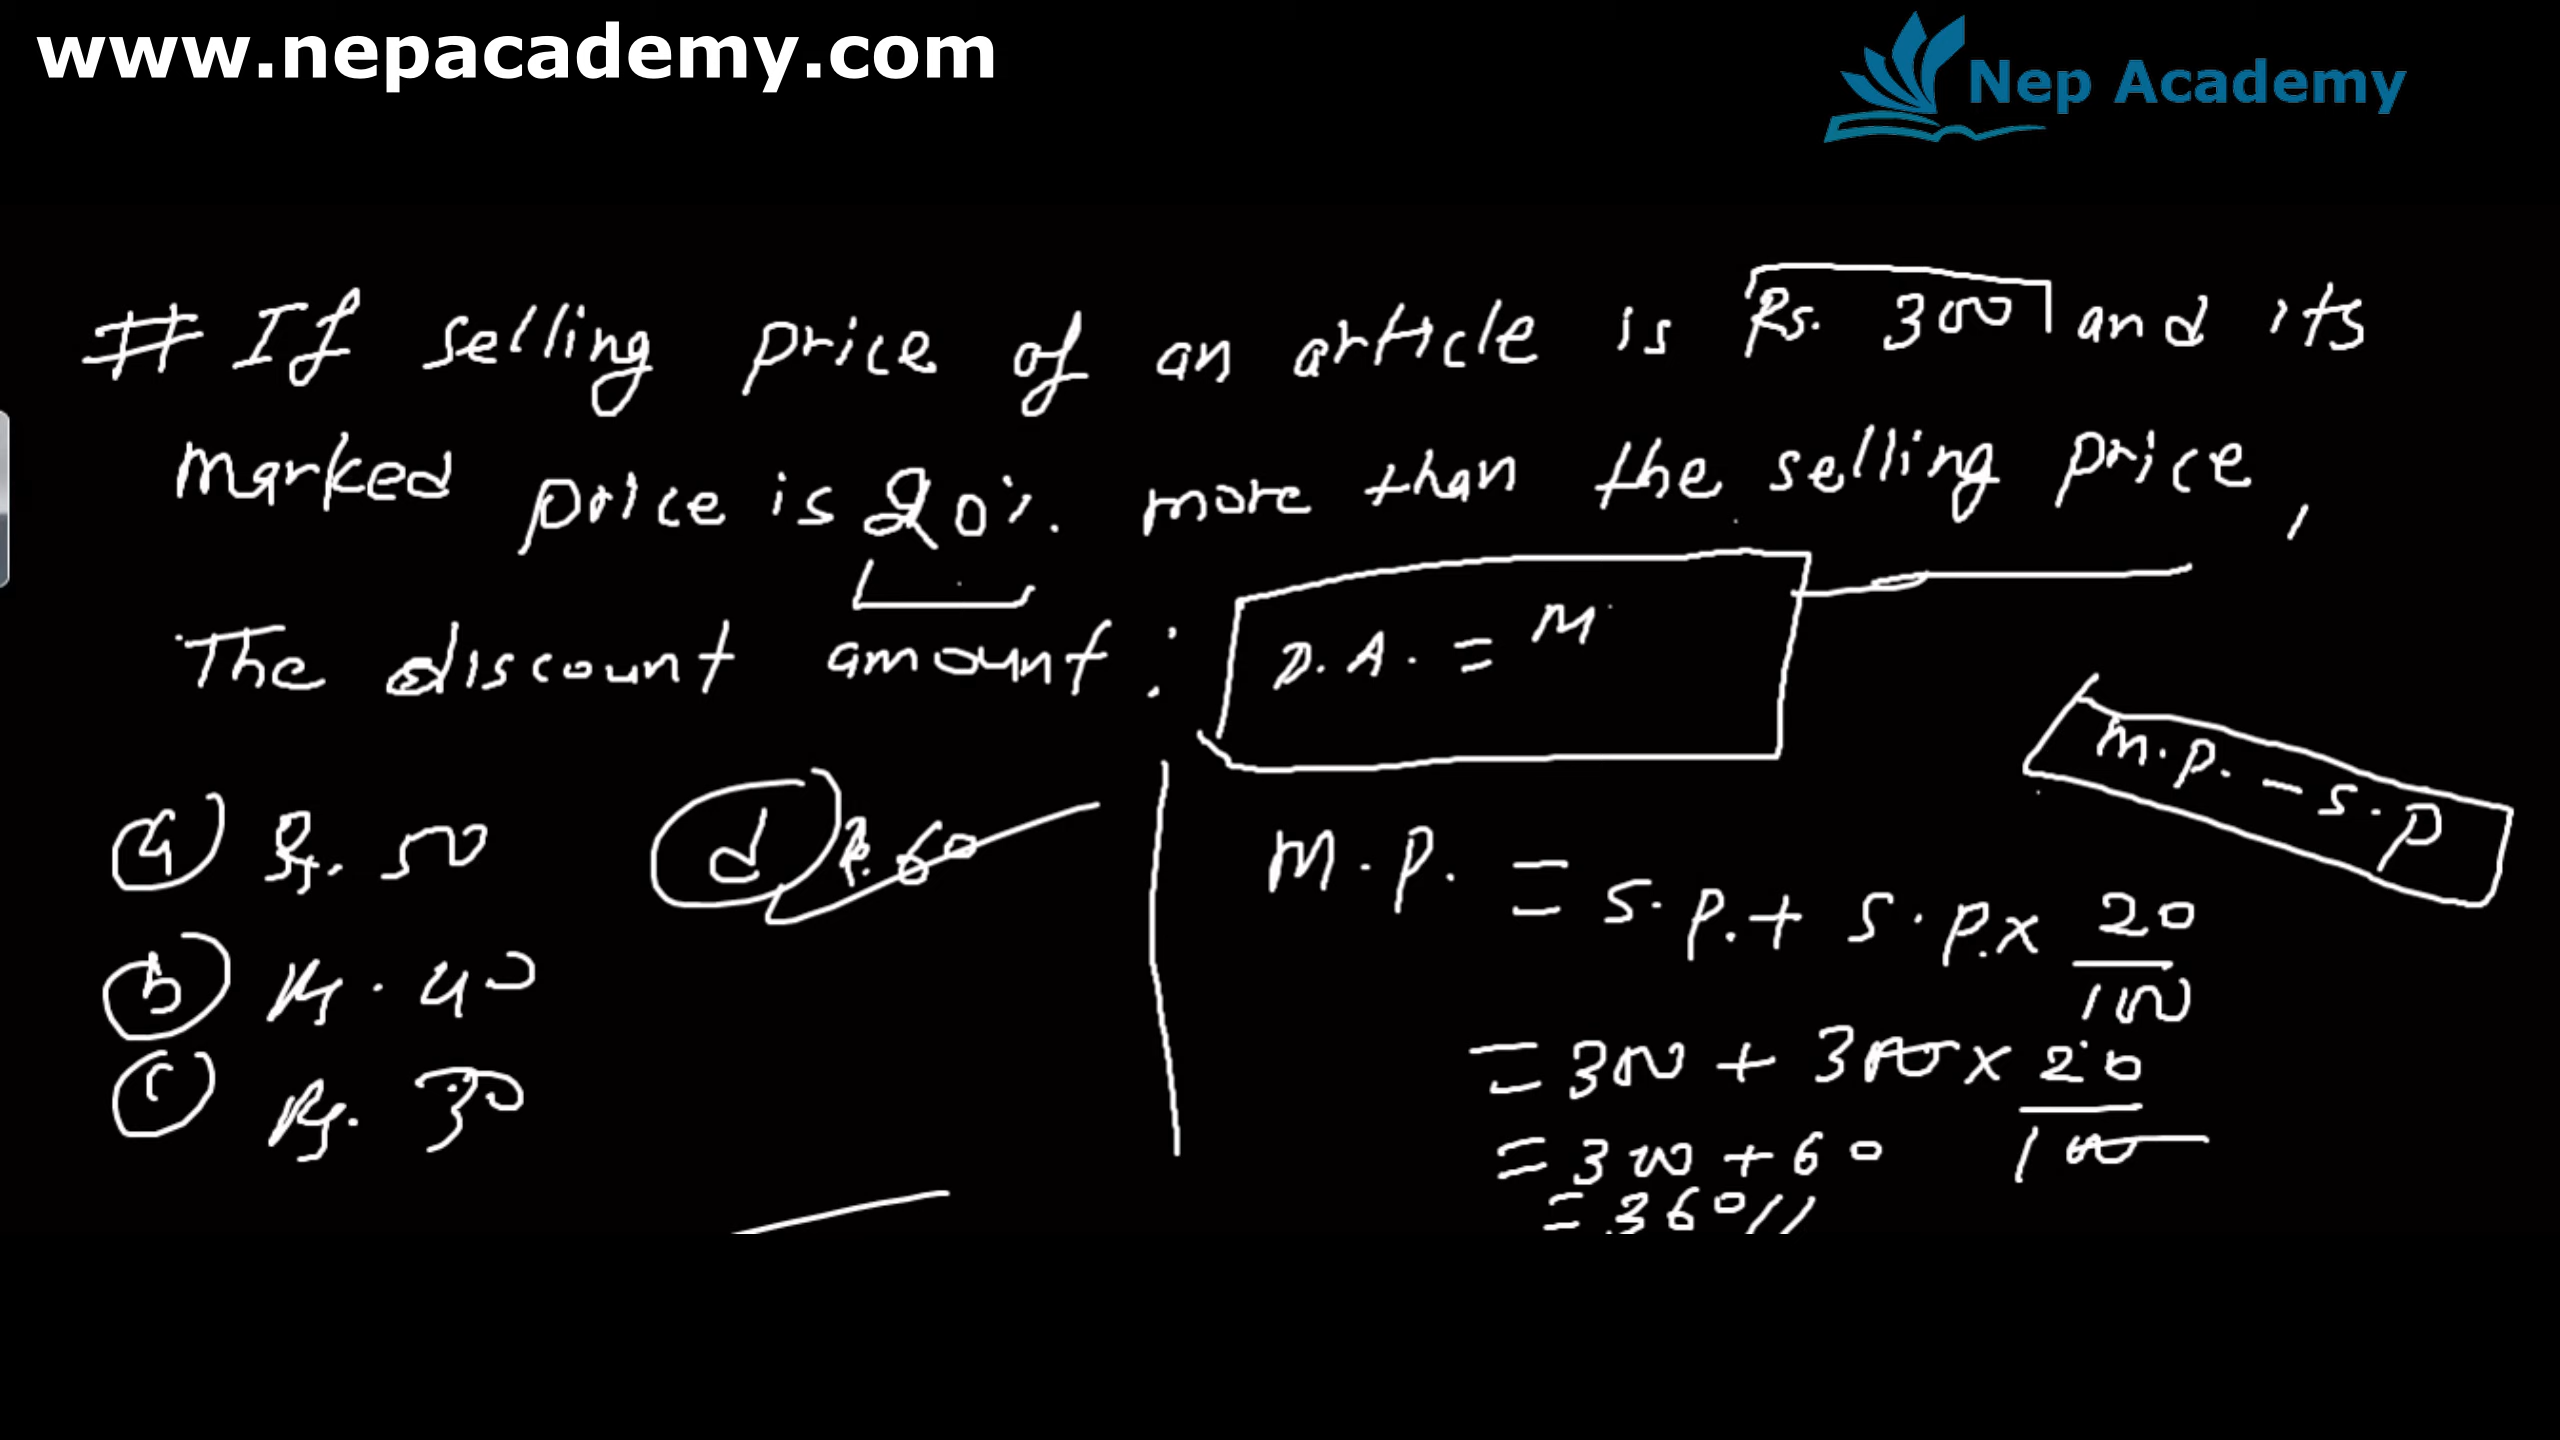 www.nepacademy.com
Nep Academy
# If selling price of an article is Rs. 300 and its
marked price is 20%. more than the selling price,
The discount amount :
D.A. = M
M.P. - S.P
(a) Rs. 50
(d) Rs. 60
(b) Rs. 40
(c) Rs. 30
M.P. = S.P. + S.P. x 20/100
= 300 + 300 x 20/100
= 300 + 60
= 360//